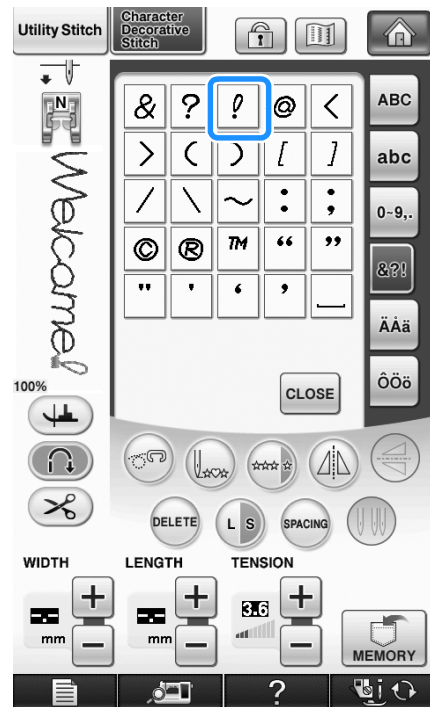 Utility Stitch
Character
Decorative
Stitch
N
Welcome!
& ? ! @ <
> ( ) [ ]
/ \ ~ : ;
© ® TM “ ”
" ' ‘ ’ _
ABC
abc
0~9,.
&?!
ÄÅä
ÔÖö
CLOSE
100%
DELETE
L S
SPACING
WIDTH
LENGTH
TENSION
+ + +
3.6
mm mm
- - -
MEMORY
?